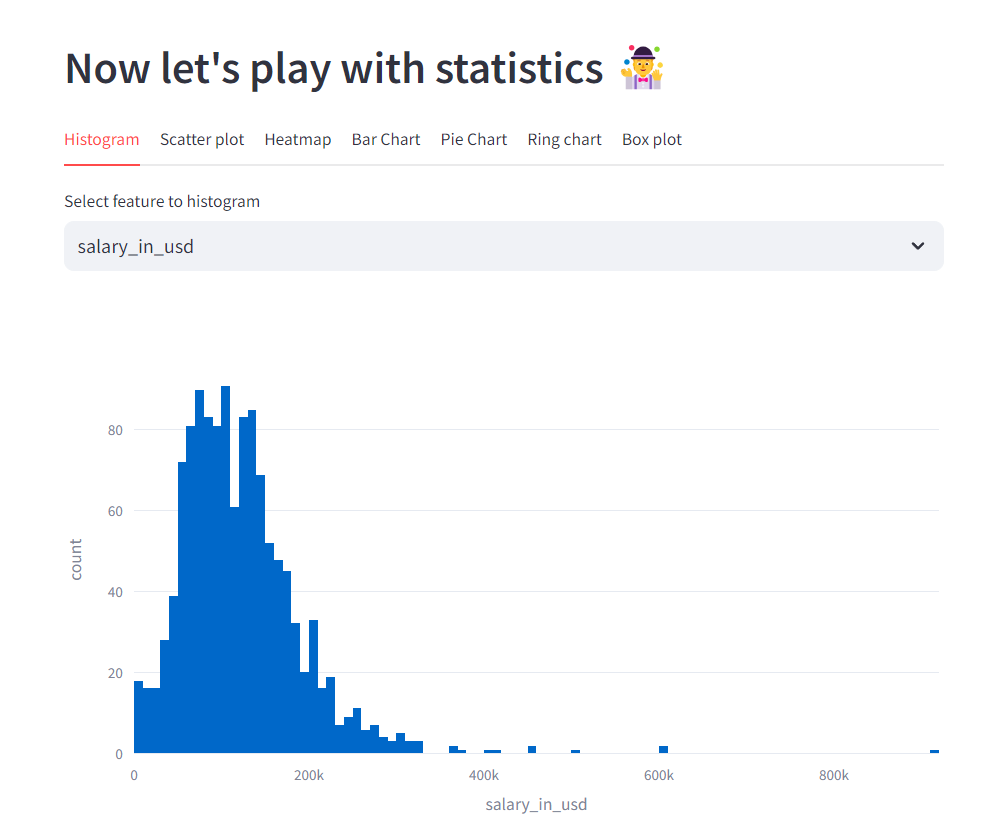 Now let's play with statistics
Histogram Scatter plot Heatmap Bar Chart Pie Chart Ring chart Box plot
Select feature to histogram
salary_in_usd
80
60
40
20
0
count
0 200k 400k 600k 800k
salary_in_usd